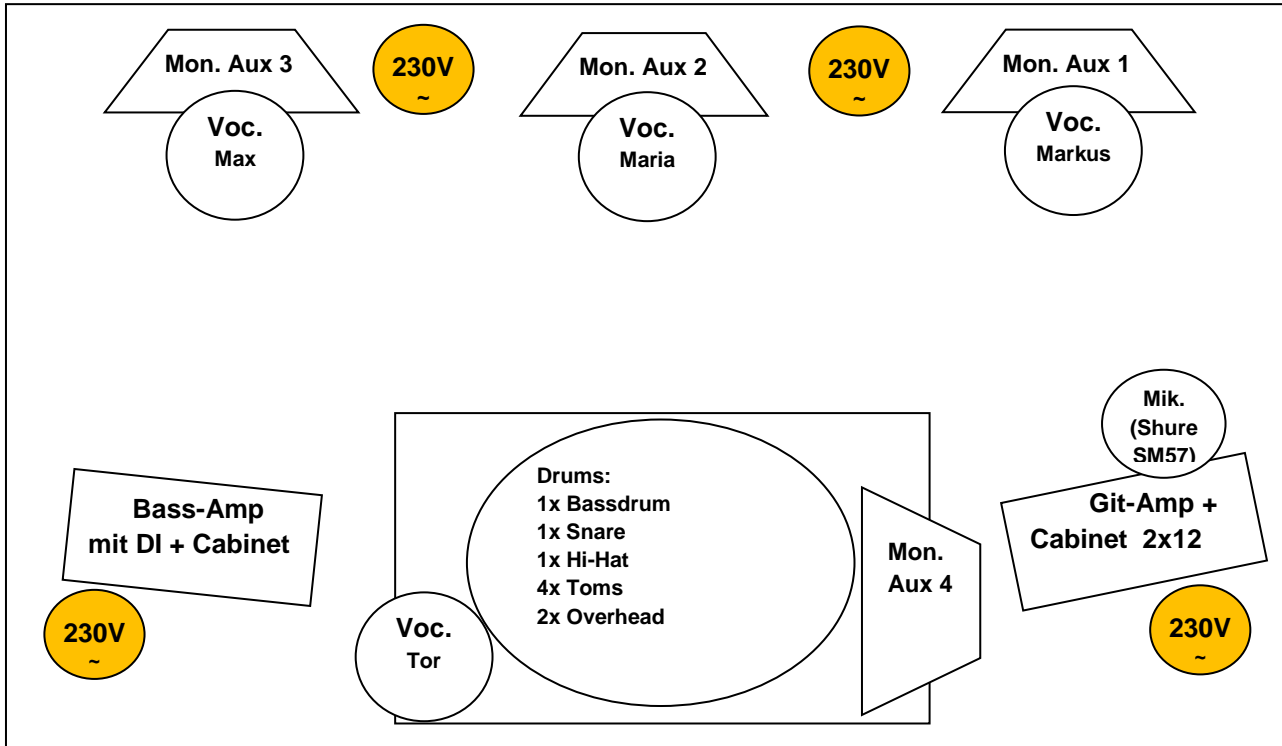 Mon. Aux 3
230V
~
Mon. Aux 2
230V
~
Mon. Aux 1
Voc.
Max
Voc.
Maria
Voc.
Markus
Mik.
(Shure
SM57)
Bass-Amp
mit DI + Cabinet
230V
~
Drums:
1x Bassdrum
1x Snare
1x Hi-Hat
4x Toms
2x Overhead
Voc.
Tor
Mon.
Aux 4
Git-Amp +
Cabinet 2x12
230V
~